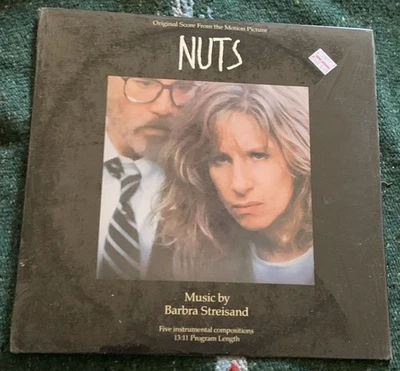 Original Score From the Motion Picture
NUTS
Music by
Barbra Streisand
Five instrumental compositions
13:11 Program Length